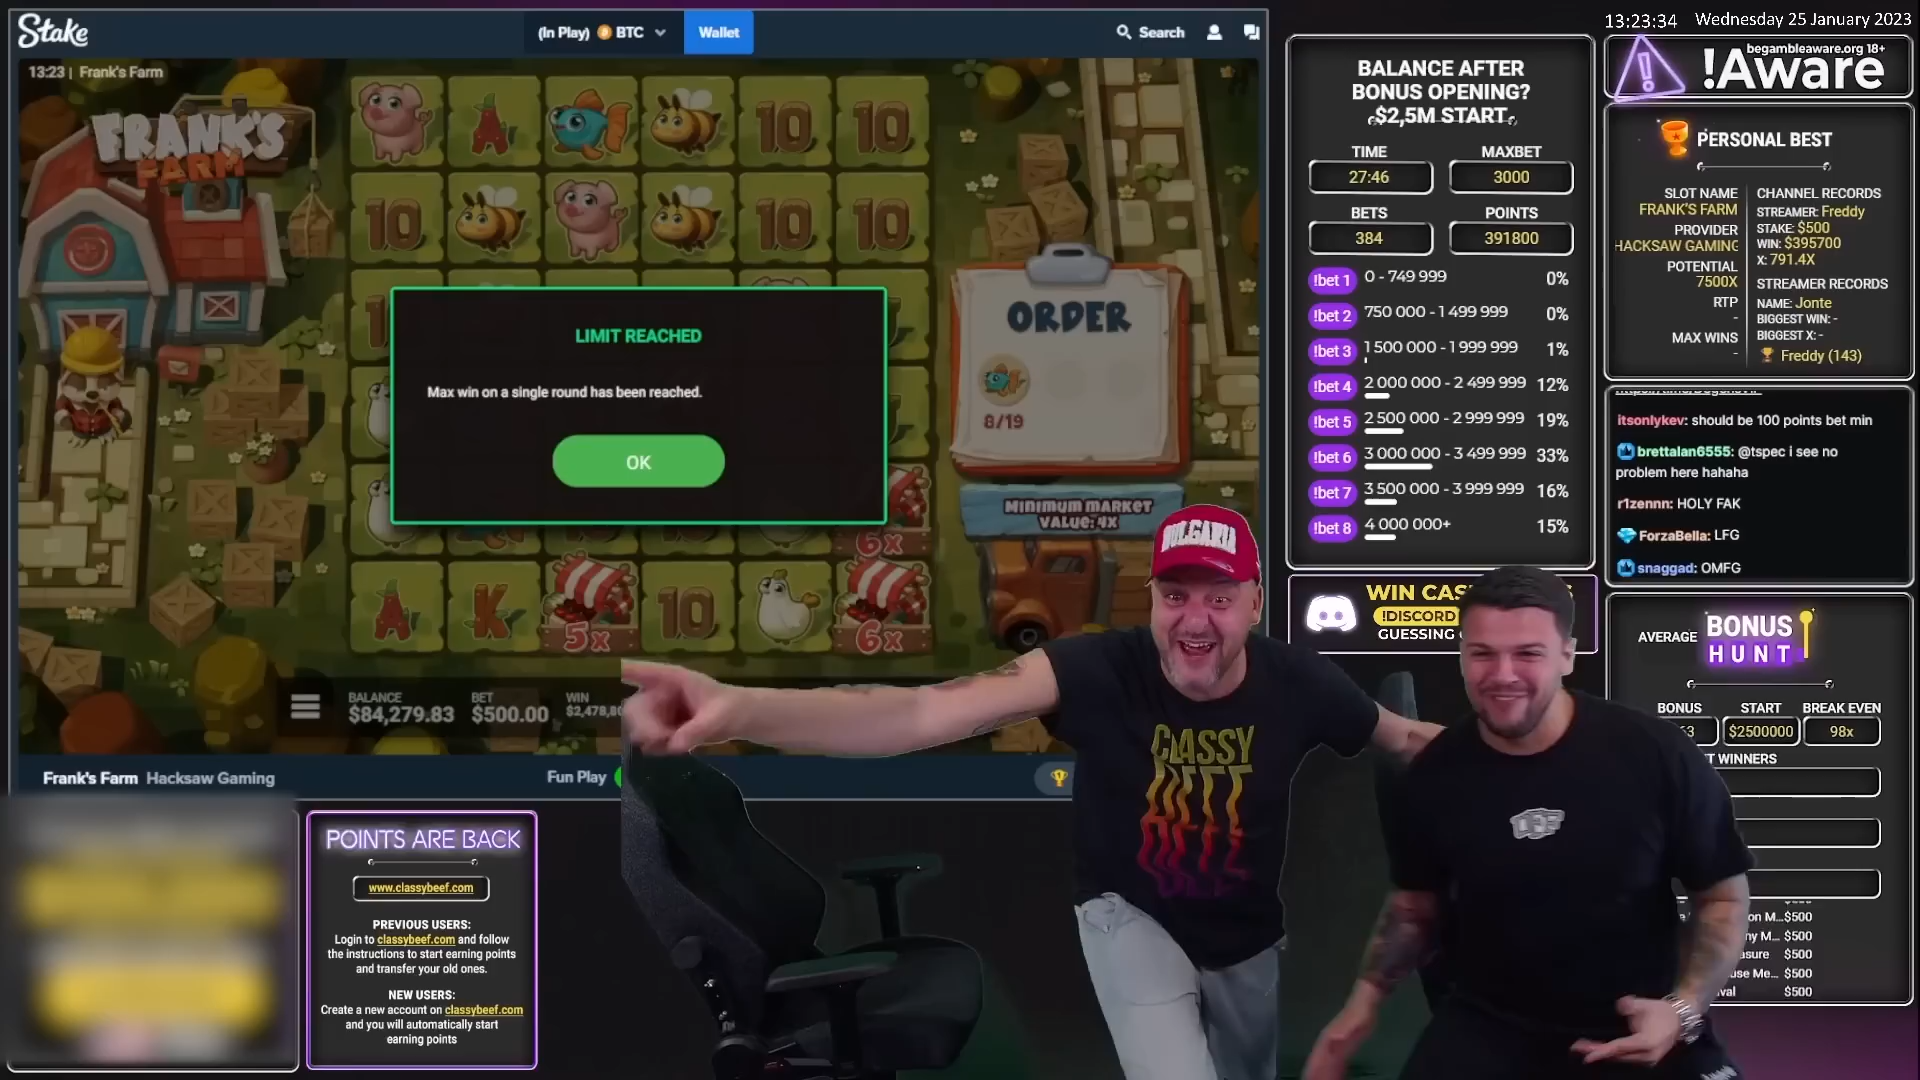 Stake
(In Play) BTC
Wallet
Search
13:23 | Frank's Farm
FRANK'S
FARM
10 10
10 10 10
LIMIT REACHED
Max win on a single round has been reached.
OK
ORDER
8/19
MINIMUM MARKET
VALUE: 4X
6x
A K 5x 10 6x
BALANCE
$84,279.83
BET
$500.00
WIN
Frank's Farm Hacksaw Gaming
Fun Play
POINTS ARE BACK
www.classybeef.com
PREVIOUS USERS:
Login to classybeef.com and follow
the instructions to start earning points
and transfer your old ones.
NEW USERS:
Create a new account on classybeef.com
and you will automatically start
earning points
BULGARIA
CLASSY
BEEF
BALANCE AFTER
BONUS OPENING?
$2,5M START
TIME
27:46
MAXBET
3000
BETS
384
POINTS
391800
!bet 1 0 - 749 999 0%
!bet 2 750 000 - 1 499 999 0%
!bet 3 1 500 000 - 1 999 999 1%
!bet 4 2 000 000 - 2 499 999 12%
!bet 5 2 500 000 - 2 999 999 19%
!bet 6 3 000 000 - 3 499 999 33%
!bet 7 3 500 000 - 3 999 999 16%
!bet 8 4 000 000+ 15%
WIN
!DISCORD
GUESSING
13:23:34 Wednesday 25 January 2023
begambleaware.org 18+
!Aware
PERSONAL BEST
SLOT NAME
FRANK'S FARM
PROVIDER
HACKSAW GAMING
POTENTIAL
7500X
RTP
-
MAX WINS
-
CHANNEL RECORDS
STREAMER: Freddy
STAKE: $500
WIN: $395700
X: 791.4X
STREAMER RECORDS
NAME: Jonte
BIGGEST WIN: -
BIGGEST X: -
Freddy (143)
itsonlykev: should be 100 points bet min
brettalan6555: @tspec i see no
problem here hahaha
r1zennn: HOLY FAK
ForzaBella: LFG
snaggad: OMFG
AVERAGE
BONUS
HUNT
BONUS START BREAK EVEN
$2500000 98x
WINNERS
$500
$500
$500
$500
$500